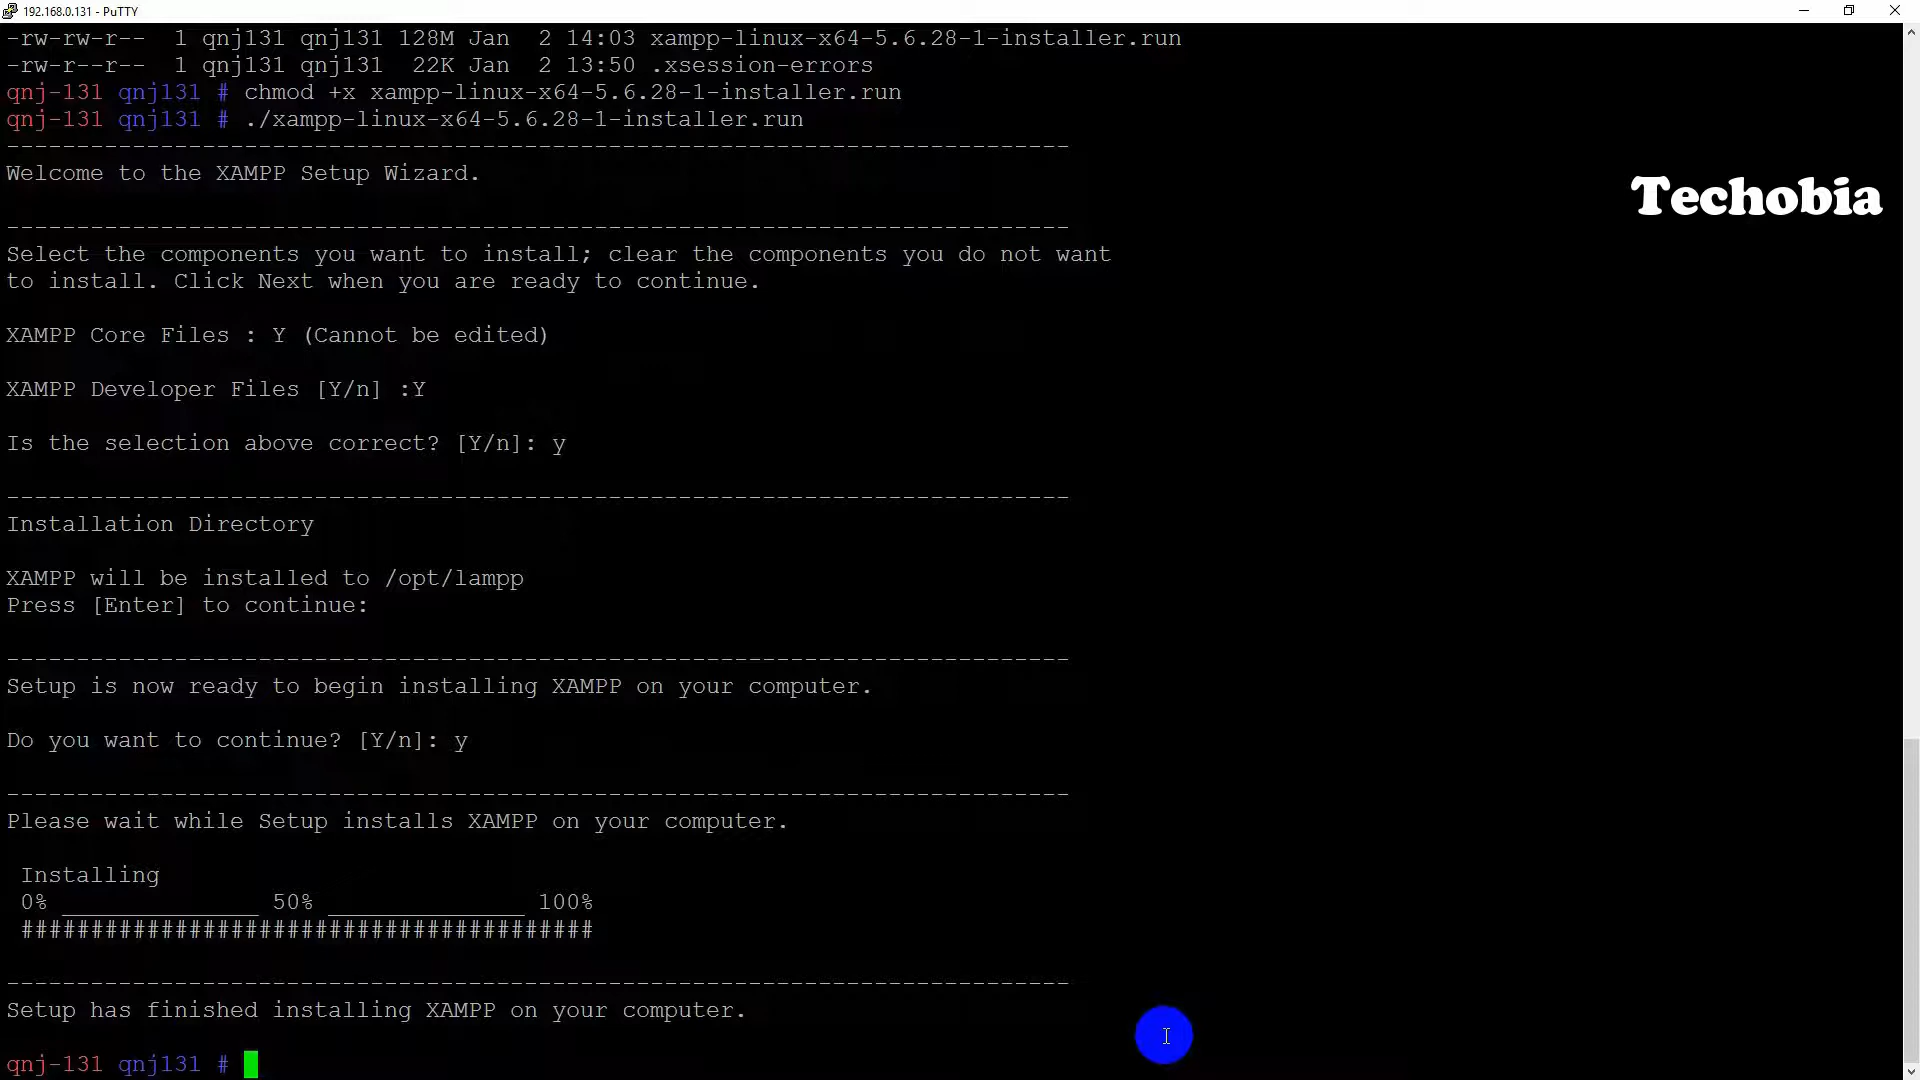 192.168.0.131 - PuTTY
-rw-rw-r--  1 qnj131 qnj131 128M Jan  2 14:03 xampp-linux-x64-5.6.28-1-installer.run
-rw-r--r--  1 qnj131 qnj131  22K Jan  2 13:50 .xsession-errors
qnj-131 qnj131 # chmod +x xampp-linux-x64-5.6.28-1-installer.run
qnj-131 qnj131 # ./xampp-linux-x64-5.6.28-1-installer.run
----------------------------------------------------------------------------
Welcome to the XAMPP Setup Wizard.
Techobia
----------------------------------------------------------------------------
Select the components you want to install; clear the components you do not want
to install. Click Next when you are ready to continue.
XAMPP Core Files : Y (Cannot be edited)
XAMPP Developer Files [Y/n] :Y
Is the selection above correct? [Y/n]: y
----------------------------------------------------------------------------
Installation Directory
XAMPP will be installed to /opt/lampp
Press [Enter] to continue:
----------------------------------------------------------------------------
Setup is now ready to begin installing XAMPP on your computer.
Do you want to continue? [Y/n]: y
----------------------------------------------------------------------------
Please wait while Setup installs XAMPP on your computer.
Installing
0% ______________ 50% ______________ 100%
#########################################
----------------------------------------------------------------------------
Setup has finished installing XAMPP on your computer.
qnj-131 qnj131 #